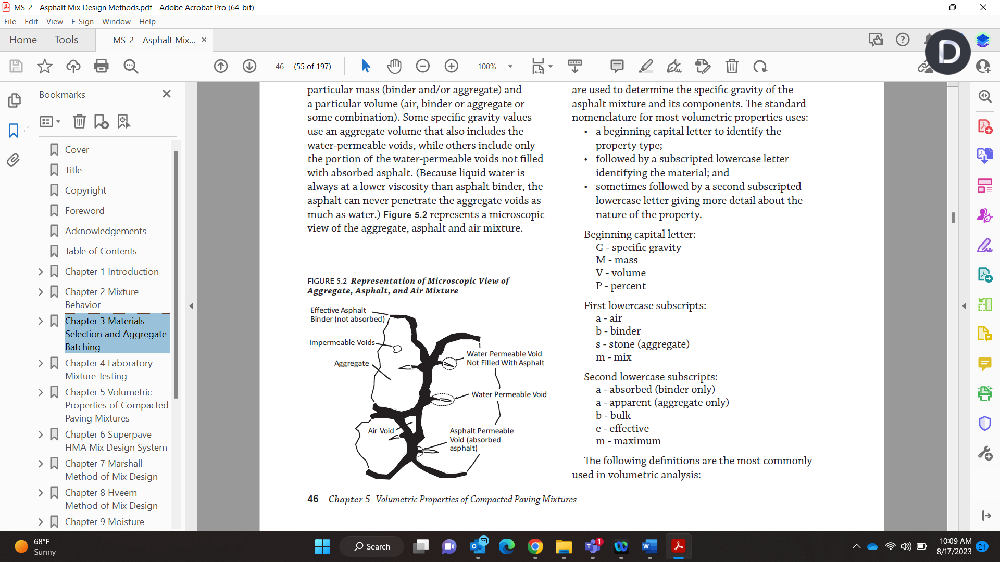 MS-2 - Asphalt Mix Design Methods.pdf - Adobe Acrobat Pro (64-bit)
File Edit View E-Sign Window Help
Home Tools MS-2 - Asphalt Mix... ×
D
46 (55 of 197) 100%
Bookmarks
Cover
Title
Copyright
Foreword
Acknowledgements
Table of Contents
Chapter 1 Introduction
Chapter 2 Mixture
Behavior
Chapter 3 Materials
Selection and Aggregate
Batching
Chapter 4 Laboratory
Mixture Testing
Chapter 5 Volumetric
Properties of Compacted
Paving Mixtures
Chapter 6 Superpave
HMA Mix Design System
Chapter 7 Marshall
Method of Mix Design
Chapter 8 Hveem
Method of Mix Design
Chapter 9 Moisture
particular mass (binder and/or aggregate) and
a particular volume (air, binder or aggregate or
some combination). Some specific gravity values
use an aggregate volume that also includes the
water-permeable voids, while others include only
the portion of the water-permeable voids not filled
with absorbed asphalt. (Because liquid water is
always at a lower viscosity than asphalt binder, the
asphalt can never penetrate the aggregate voids as
much as water.) Figure 5.2 represents a microscopic
view of the aggregate, asphalt and air mixture.
FIGURE 5.2 Representation of Microscopic View of
Aggregate, Asphalt, and Air Mixture
Effective Asphalt
Binder (not absorbed)
Impermeable Voids
Aggregate
Water Permeable Void
Not Filled With Asphalt
Water Permeable Void
Air Void
Asphalt Permeable
Void (absorbed
asphalt)
are used to determine the specific gravity of the
asphalt mixture and its components. The standard
nomenclature for most volumetric properties uses:
• a beginning capital letter to identify the
property type;
• followed by a subscripted lowercase letter
identifying the material; and
• sometimes followed by a second subscripted
lowercase letter giving more detail about the
nature of the property.
Beginning capital letter:
G - specific gravity
M - mass
V - volume
P - percent
First lowercase subscripts:
a - air
b - binder
s - stone (aggregate)
m - mix
Second lowercase subscripts:
a - absorbed (binder only)
a - apparent (aggregate only)
b - bulk
e - effective
m - maximum
The following definitions are the most commonly
used in volumetric analysis:
46 Chapter 5 Volumetric Properties of Compacted Paving Mixtures
68°F
Sunny
Search
1
10:09 AM
8/17/2023
21